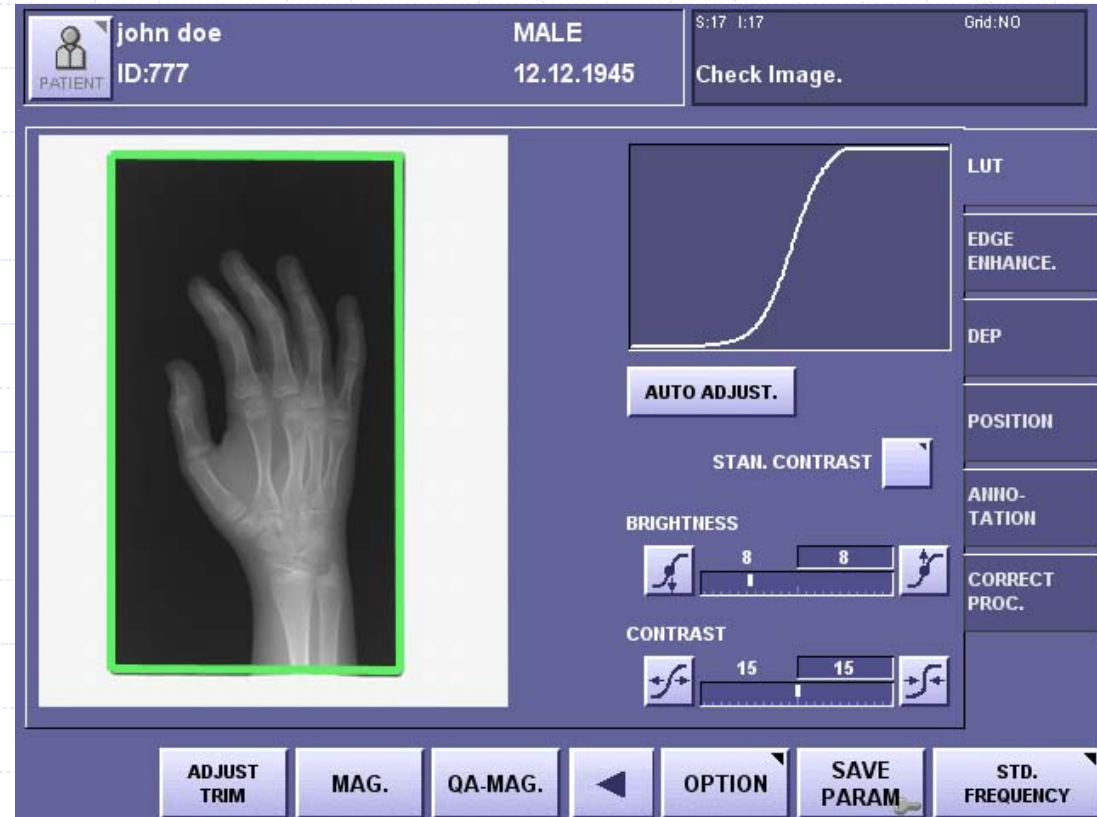 john doe
MALE
S:17 I:17
Grid:NO
PATIENT
ID:777
12.12.1945
Check Image.
LUT
EDGE
ENHANCE.
DEP
POSITION
ANNO-
TATION
CORRECT
PROC.
AUTO ADJUST.
STAN. CONTRAST
BRIGHTNESS
8 8
CONTRAST
15 15
ADJUST
TRIM
MAG.
QA-MAG.
OPTION
SAVE
PARAM
STD.
FREQUENCY